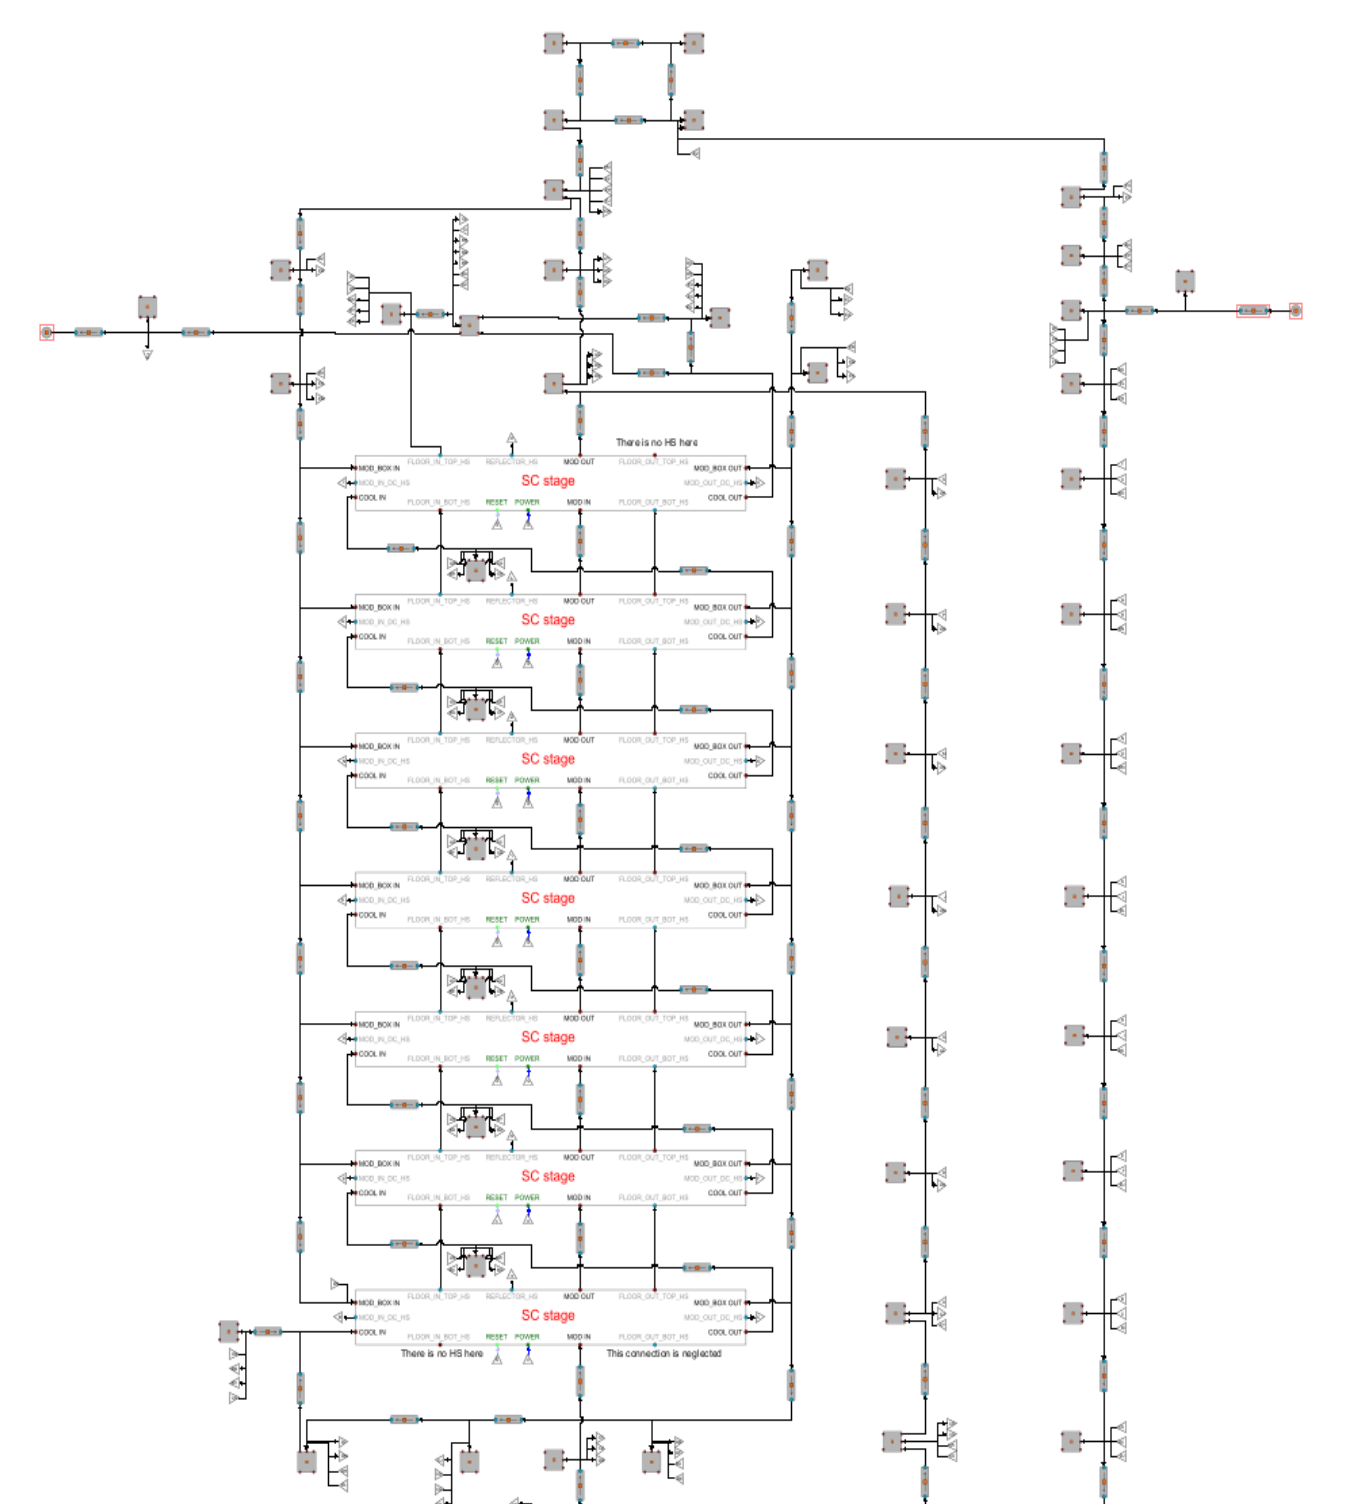 There is no HS here
FLOOR_IN_TOP_HS REFLECTOR_HS MOD OUT FLOOR_OUT_TOP_HS
MOD_BOX IN MOD_BOX OUT
SC stage
MOD_IN_DC_HS MOD_OUT_DC_HS
COOL IN COOL OUT
FLOOR_IN_BOT_HS RESET POWER MOD IN FLOOR_OUT_BOT_HS
FLOOR_IN_TOP_HS REFLECTOR_HS MOD OUT FLOOR_OUT_TOP_HS
MOD_BOX IN MOD_BOX OUT
SC stage
MOD_IN_DC_HS MOD_OUT_DC_HS
COOL IN COOL OUT
FLOOR_IN_BOT_HS RESET POWER MOD IN FLOOR_OUT_BOT_HS
FLOOR_IN_TOP_HS REFLECTOR_HS MOD OUT FLOOR_OUT_TOP_HS
MOD_BOX IN MOD_BOX OUT
SC stage
MOD_IN_DC_HS MOD_OUT_DC_HS
COOL IN COOL OUT
FLOOR_IN_BOT_HS RESET POWER MOD IN FLOOR_OUT_BOT_HS
FLOOR_IN_TOP_HS REFLECTOR_HS MOD OUT FLOOR_OUT_TOP_HS
MOD_BOX IN MOD_BOX OUT
SC stage
MOD_IN_DC_HS MOD_OUT_DC_HS
COOL IN COOL OUT
FLOOR_IN_BOT_HS RESET POWER MOD IN FLOOR_OUT_BOT_HS
FLOOR_IN_TOP_HS REFLECTOR_HS MOD OUT FLOOR_OUT_TOP_HS
MOD_BOX IN MOD_BOX OUT
SC stage
MOD_IN_DC_HS MOD_OUT_DC_HS
COOL IN COOL OUT
FLOOR_IN_BOT_HS RESET POWER MOD IN FLOOR_OUT_BOT_HS
FLOOR_IN_TOP_HS REFLECTOR_HS MOD OUT FLOOR_OUT_TOP_HS
MOD_BOX IN MOD_BOX OUT
SC stage
MOD_IN_DC_HS MOD_OUT_DC_HS
COOL IN COOL OUT
FLOOR_IN_BOT_HS RESET POWER MOD IN FLOOR_OUT_BOT_HS
FLOOR_IN_TOP_HS REFLECTOR_HS MOD OUT FLOOR_OUT_TOP_HS
MOD_BOX IN MOD_BOX OUT
SC stage
MOD_IN_DC_HS MOD_OUT_DC_HS
COOL IN COOL OUT
FLOOR_IN_BOT_HS RESET POWER MOD IN FLOOR_OUT_BOT_HS
There is no HS here This connection is neglected